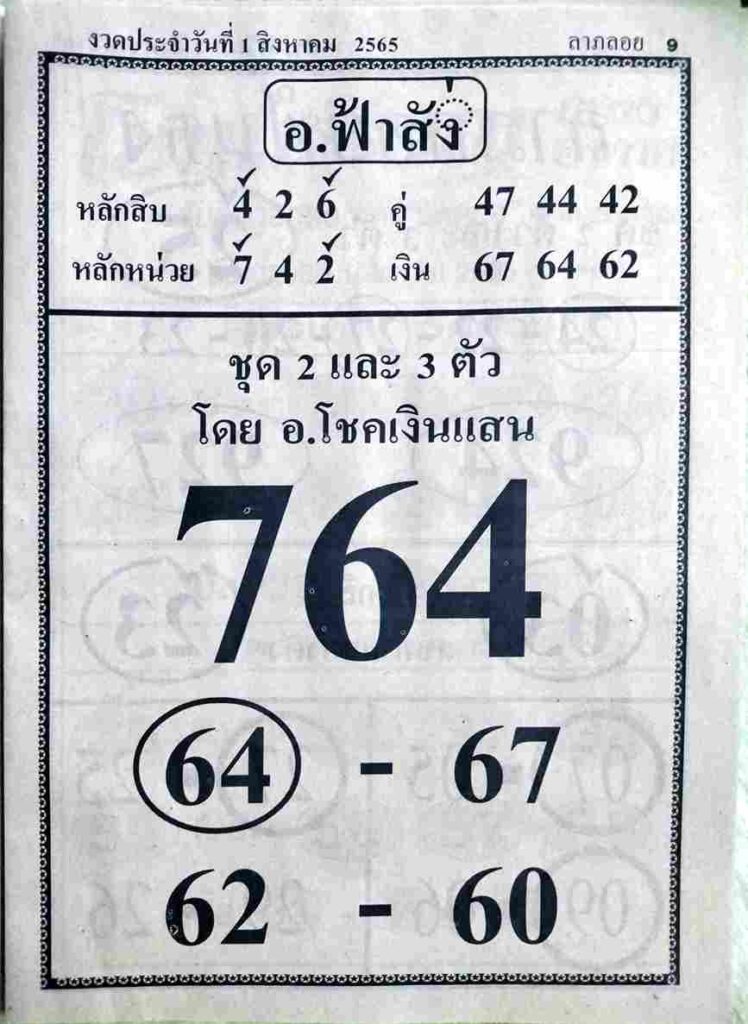 งวดประจำวันที่ 1 สิงหาคม 2565 ลาภลอย 9
อ.ฟ้าสั่ง
หลักสิบ 4 2 6 คู่ 47 44 42
หลักหน่วย 7 4 2 เงิน 67 64 62
ชุด 2 และ 3 ตัว
โดย อ.โชคเงินแสน
764
64 - 67
62 - 60